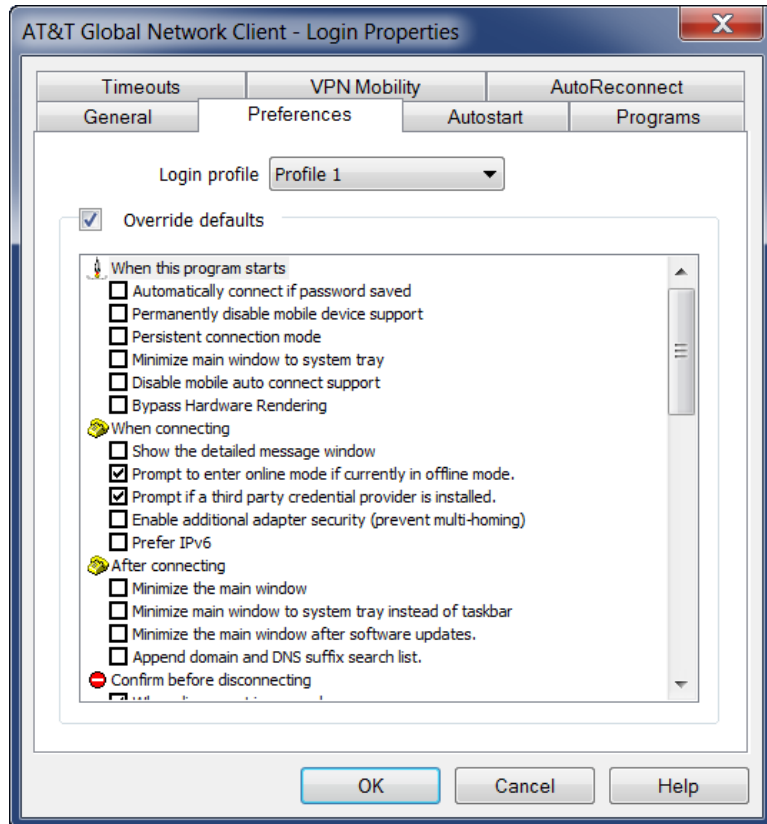 AT&T Global Network Client - Login Properties
Timeouts VPN Mobility AutoReconnect
General Preferences Autostart Programs
Login profile Profile 1
Override defaults
When this program starts
Automatically connect if password saved
Permanently disable mobile device support
Persistent connection mode
Minimize main window to system tray
Disable mobile auto connect support
Bypass Hardware Rendering
When connecting
Show the detailed message window
Prompt to enter online mode if currently in offline mode.
Prompt if a third party credential provider is installed.
Enable additional adapter security (prevent multi-homing)
Prefer IPv6
After connecting
Minimize the main window
Minimize main window to system tray instead of taskbar
Minimize the main window after software updates.
Append domain and DNS suffix search list.
Confirm before disconnecting
OK Cancel Help